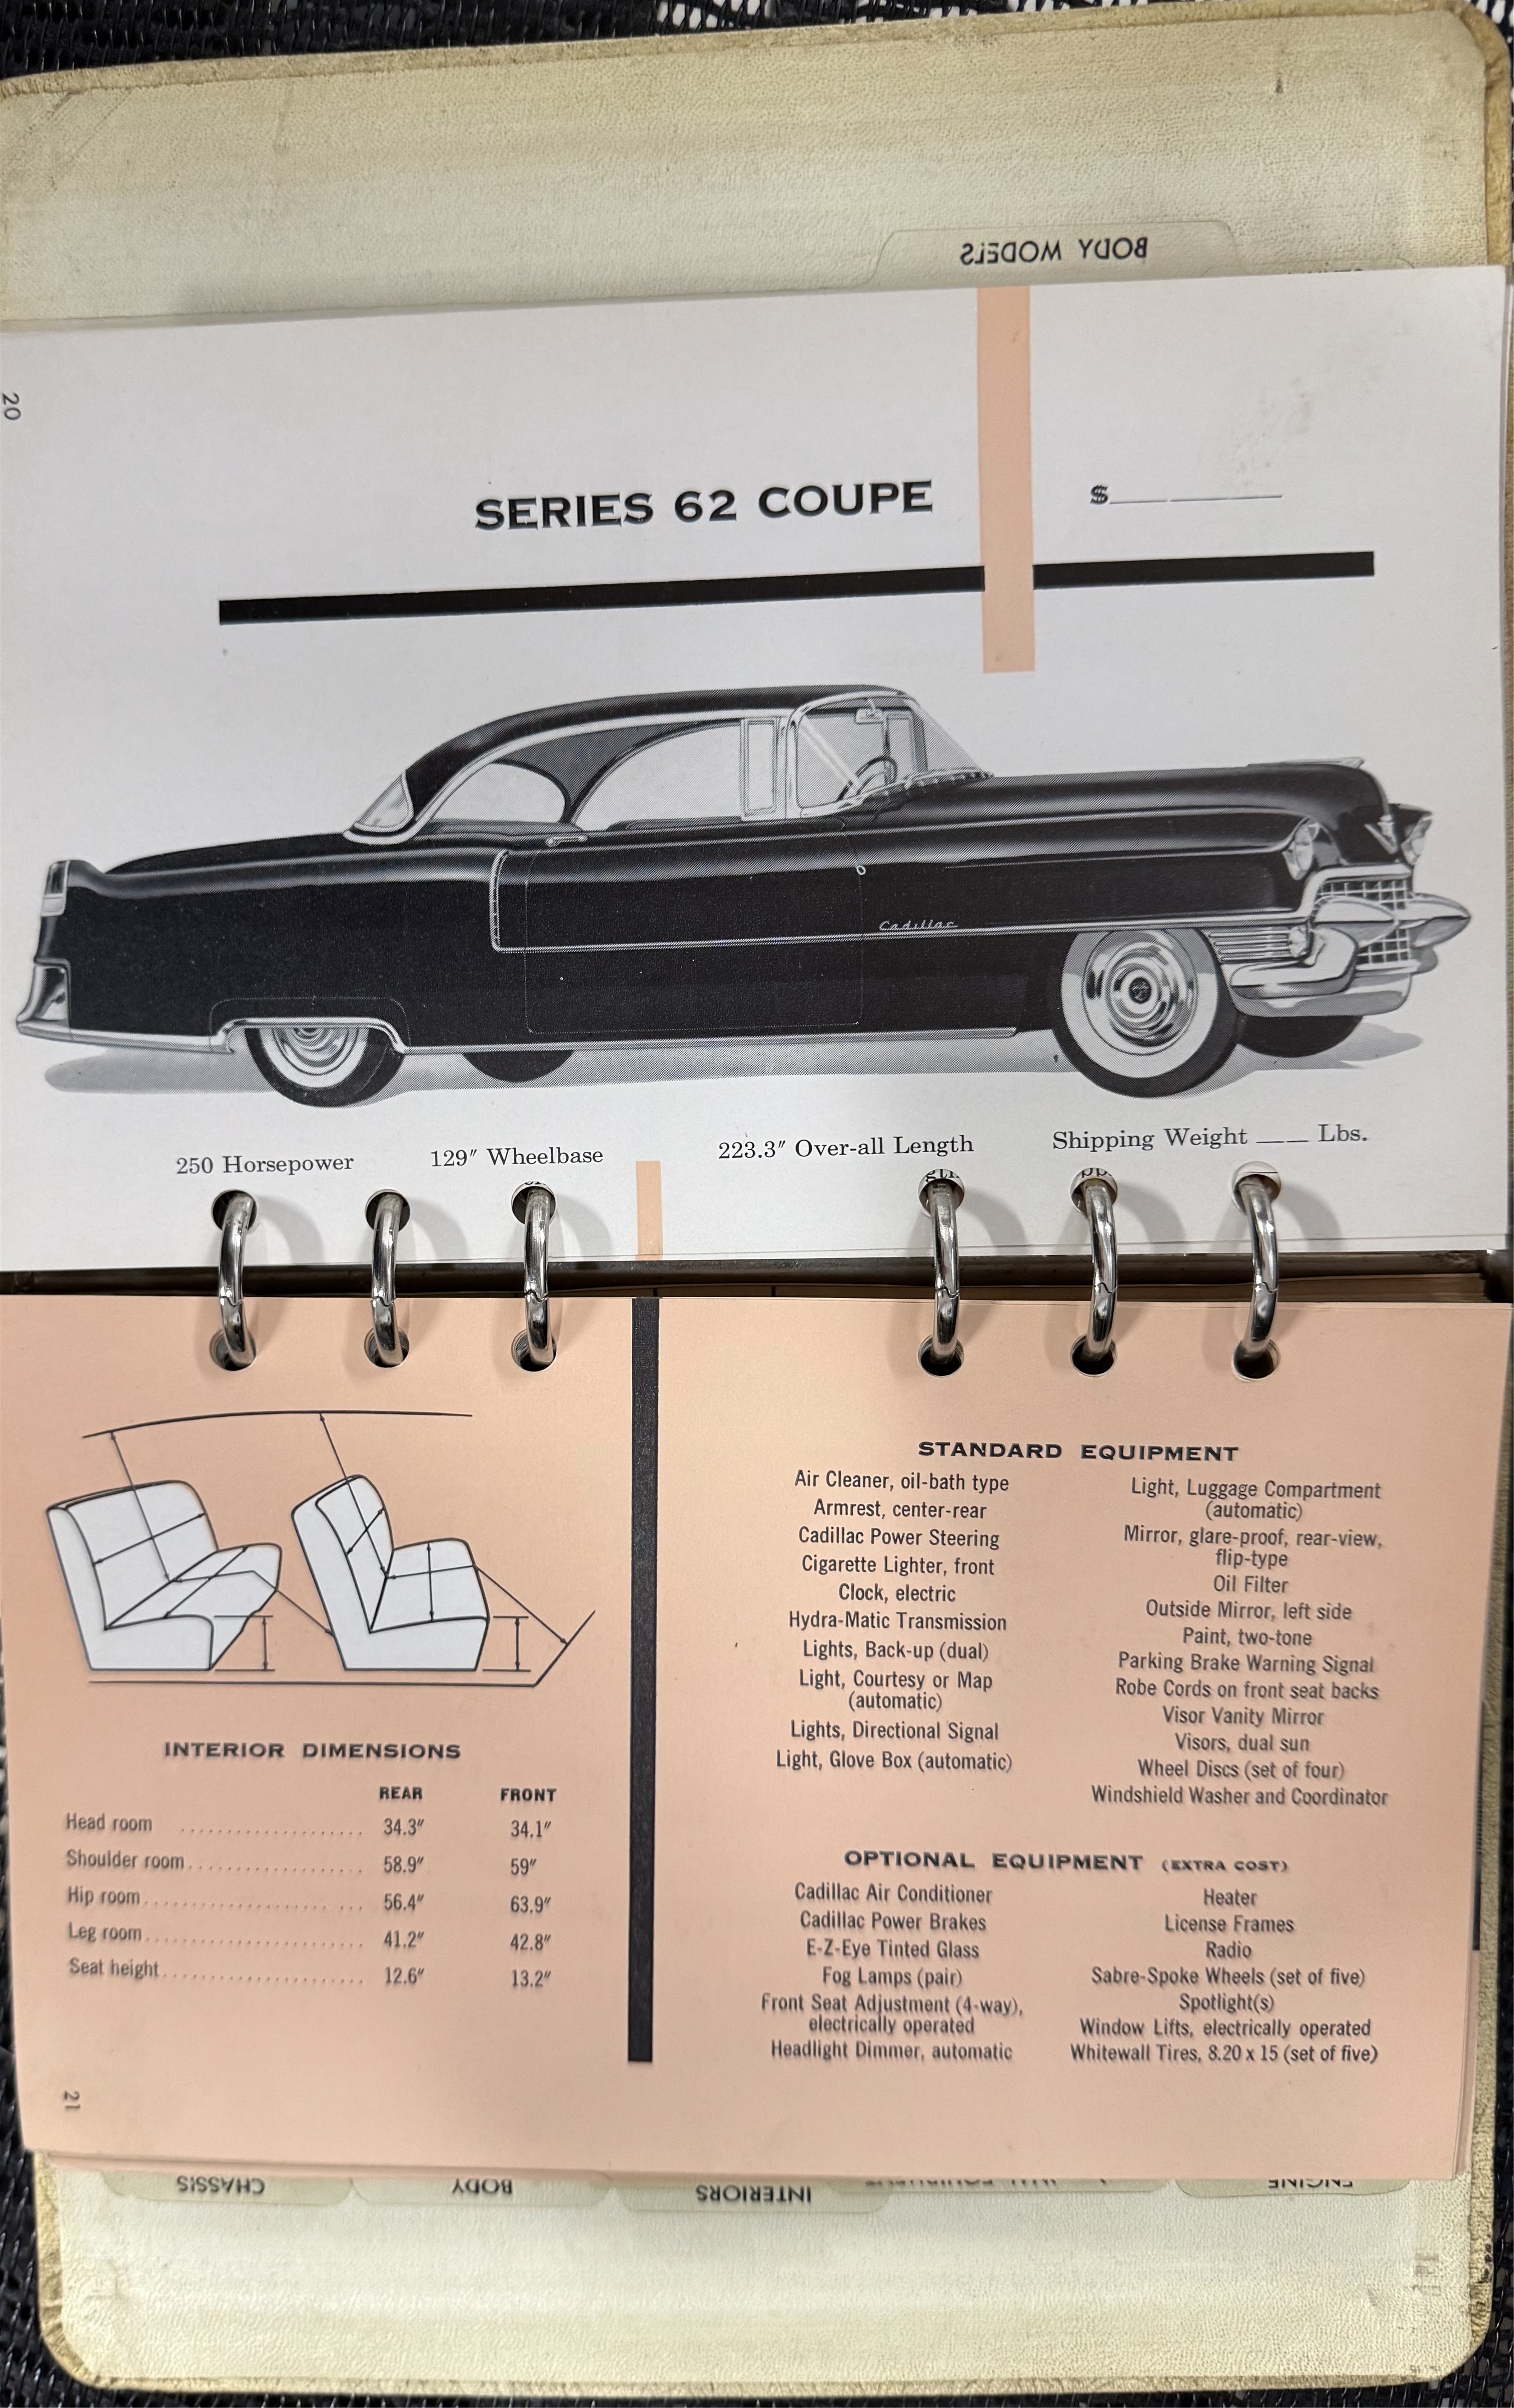 BODY MODELS
20
SERIES 62 COUPE
$
Cadillac
250 Horsepower
129″ Wheelbase
223.3″ Over-all Length
Shipping Weight ____ Lbs.
INTERIOR DIMENSIONS
REAR FRONT
Head room .................... 34.3″ 34.1″
Shoulder room ................... 58.9″ 59″
Hip room ........................ 56.4″ 63.9″
Leg room ........................ 41.2″ 42.8″
Seat height ...................... 12.6″ 13.2″
21
STANDARD EQUIPMENT
Air Cleaner, oil-bath type
Armrest, center-rear
Cadillac Power Steering
Cigarette Lighter, front
Clock, electric
Hydra-Matic Transmission
Lights, Back-up (dual)
Light, Courtesy or Map
(automatic)
Lights, Directional Signal
Light, Glove Box (automatic)
Light, Luggage Compartment
(automatic)
Mirror, glare-proof, rear-view,
flip-type
Oil Filter
Outside Mirror, left side
Paint, two-tone
Parking Brake Warning Signal
Robe Cords on front seat backs
Visor Vanity Mirror
Visors, dual sun
Wheel Discs (set of four)
Windshield Washer and Coordinator
OPTIONAL EQUIPMENT (EXTRA COST)
Cadillac Air Conditioner
Cadillac Power Brakes
E-Z-Eye Tinted Glass
Fog Lamps (pair)
Front Seat Adjustment (4-way),
electrically operated
Headlight Dimmer, automatic
Heater
License Frames
Radio
Sabre-Spoke Wheels (set of five)
Spotlight(s)
Window Lifts, electrically operated
Whitewall Tires, 8.20 x 15 (set of five)
CHASSIS
BODY
INTERIORS
ENGINE